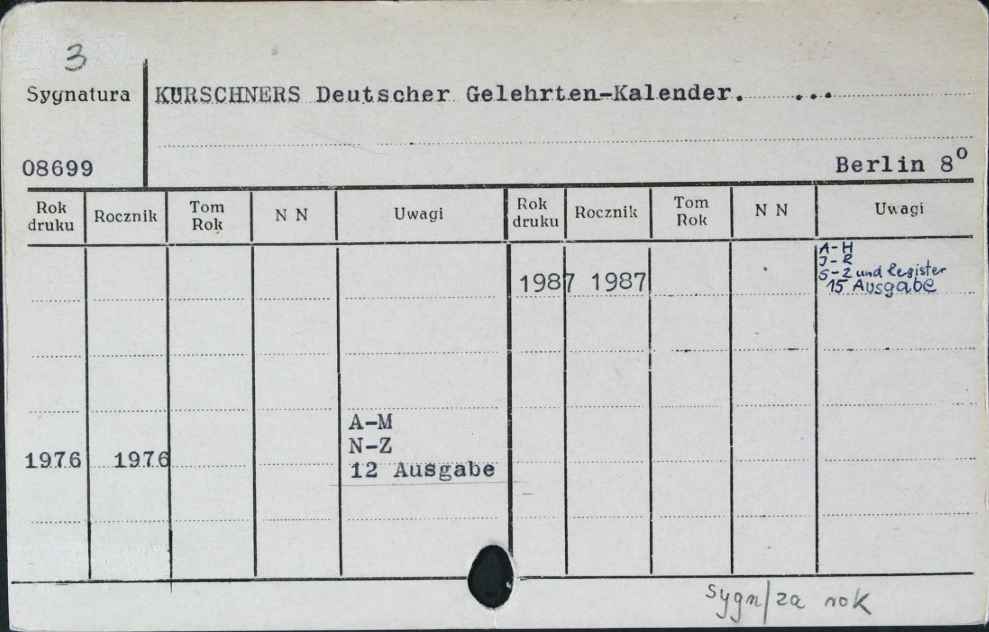 3
Sygnatura
KURSCHNERS Deutscher Gelehrten-Kalender. ...
08699
Berlin 8º
Rok druku
Rocznik
Tom Rok
N N
Uwagi
Rok druku
Rocznik
Tom Rok
N N
Uwagi
1987 1987
A-H
J-R
S-Z und Register
15 Ausgabe
1976 1976
A-M
N-Z
12 Ausgabe
sygn/za rok